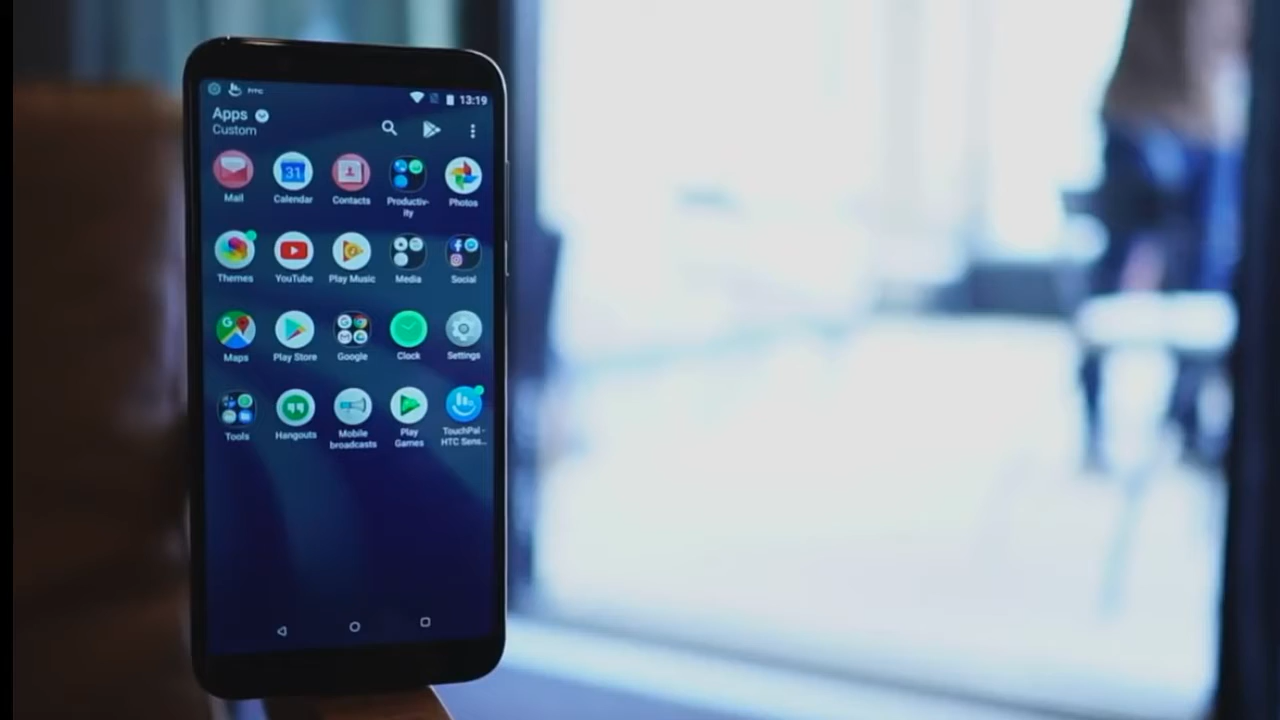 13:19
Apps
Custom
Mail
Calendar
31
Contacts
Productiv-
ity
Photos
Themes
YouTube
Play Music
Media
Social
Maps
Play Store
Google
Clock
Settings
Tools
Hangouts
Mobile
broadcasts
Play
Games
TouchPal -
HTC Sens...